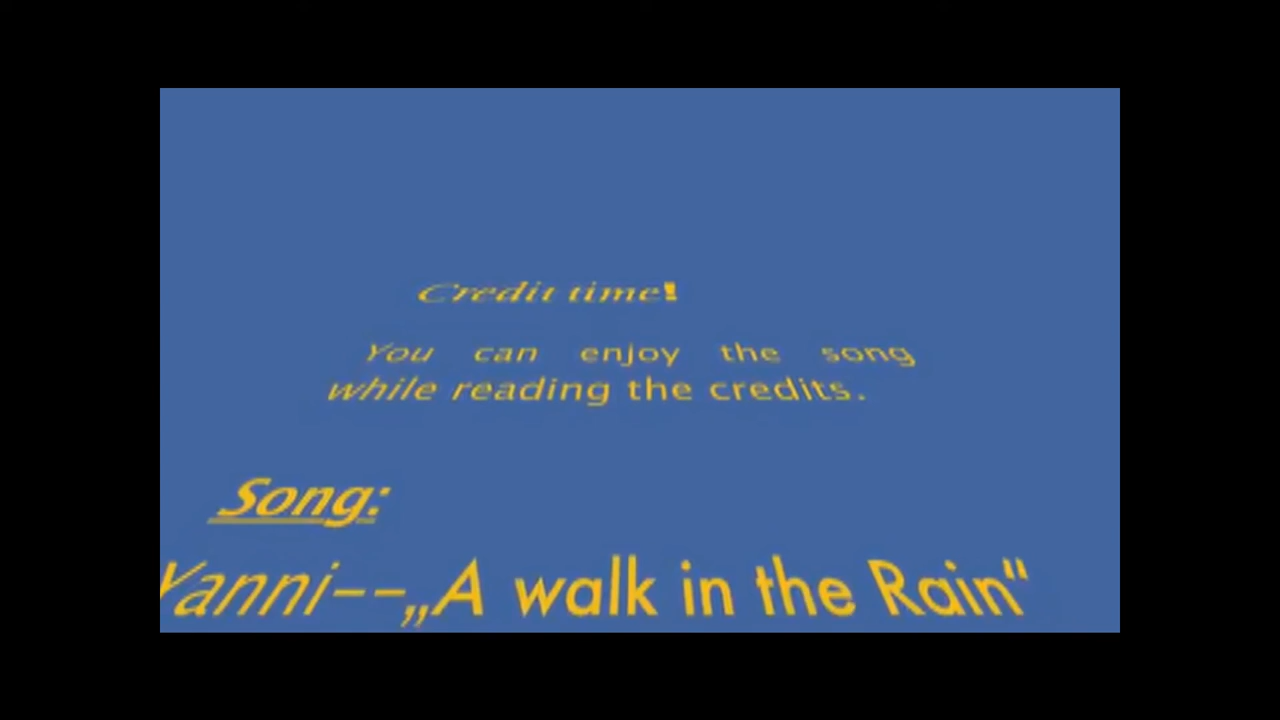 Credit time!
You can enjoy the song
while reading the credits.
Song:
Yanni--„A walk in the Rain“